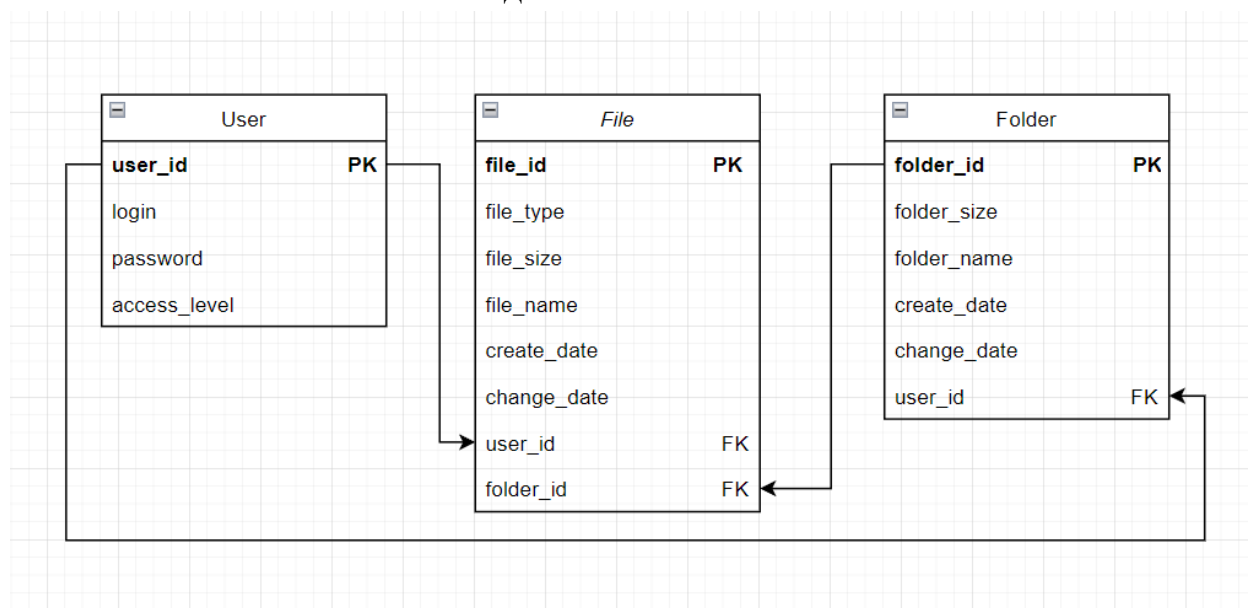 User
user_id PK
login
password
access_level
File
file_id PK
file_type
file_size
file_name
create_date
change_date
user_id FK
folder_id FK
Folder
folder_id PK
folder_size
folder_name
create_date
change_date
user_id FK